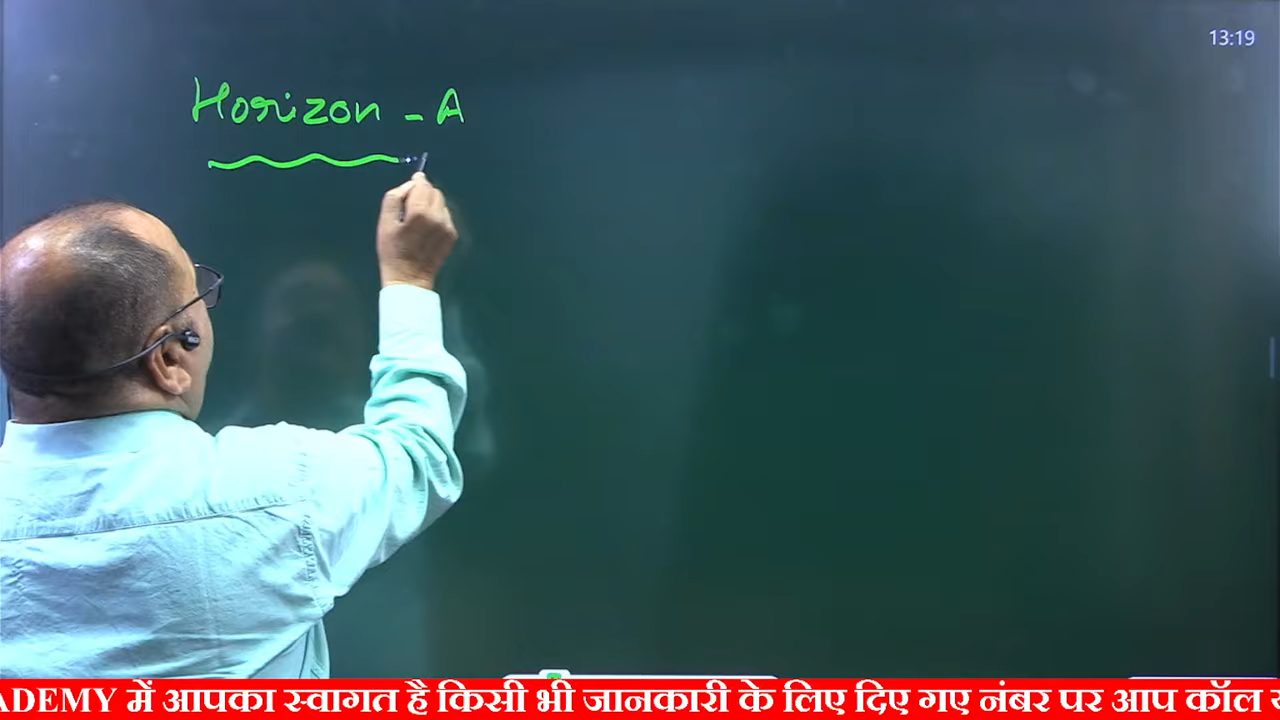 13:19
Horizon - A
ADEMY में आपका स्वागत है किसी भी जानकारी के लिए दिए गए नंबर पर आप कॉल